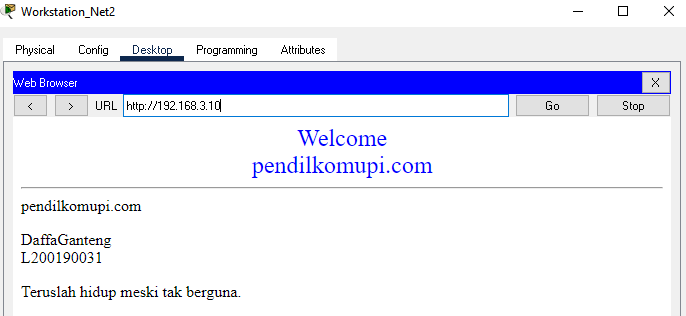 Workstation_Net2
Physical Config Desktop Programming Attributes
Web Browser X
< > URL http://192.168.3.10 Go Stop
Welcome
pendilkomupi.com
pendilkomupi.com
DaffaGanteng
L200190031
Teruslah hidup meski tak berguna.